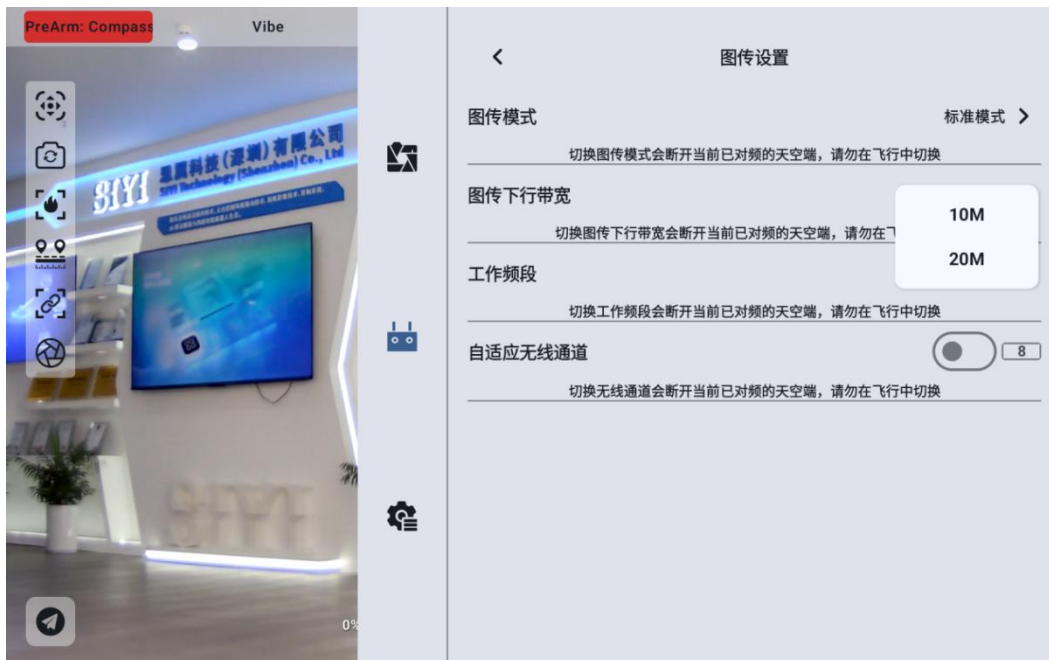 PreArm: Compass
Vibe
SIYI
思翼科技(深圳)有限公司
SIYI Technology (Shenzhen) Co., Ltd
SIYI
0%
图传设置
图传模式
标准模式
切换图传模式会断开当前已对频的天空端，请勿在飞行中切换
图传下行带宽
10M
切换图传下行带宽会断开当前已对频的天空端，请勿在
20M
工作频段
切换工作频段会断开当前已对频的天空端，请勿在飞行中切换
自适应无线通道
8
切换无线通道会断开当前已对频的天空端，请勿在飞行中切换